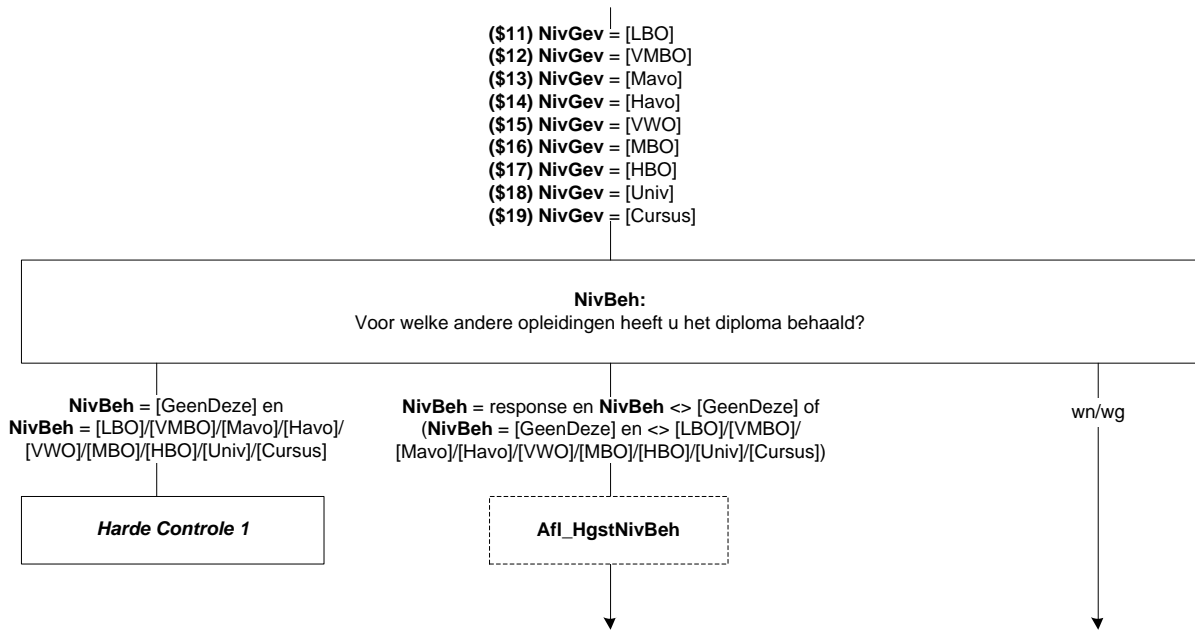 ($11) NivGev = [LBO]
($12) NivGev = [VMBO]
($13) NivGev = [Mavo]
($14) NivGev = [Havo]
($15) NivGev = [VWO]
($16) NivGev = [MBO]
($17) NivGev = [HBO]
($18) NivGev = [Univ]
($19) NivGev = [Cursus]
NivBeh:
Voor welke andere opleidingen heeft u het diploma behaald?
NivBeh = [GeenDeze] en
NivBeh = [LBO]/[VMBO]/[Mavo]/[Havo]/
[VWO]/[MBO]/[HBO]/[Univ]/[Cursus]
NivBeh = response en NivBeh <> [GeenDeze] of
(NivBeh = [GeenDeze] en <> [LBO]/[VMBO]/
[Mavo]/[Havo]/[VWO]/[MBO]/[HBO]/[Univ]/[Cursus])
wn/wg
Harde Controle 1
Afl_HgstNivBeh